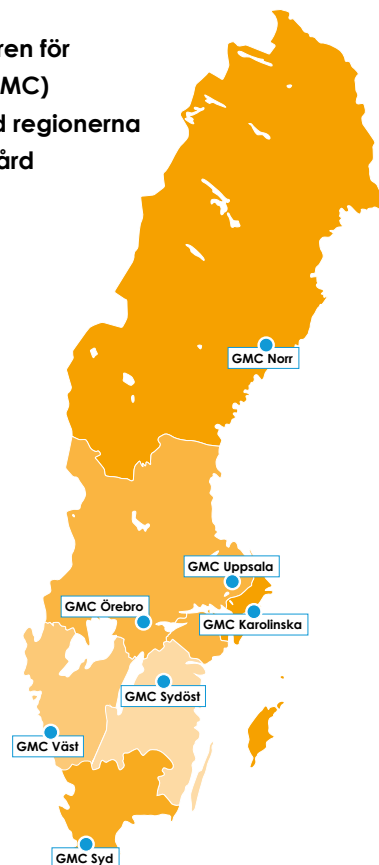 ren för
MC)
d regionerna
ård
GMC Norr
GMC Uppsala
GMC Örebro
GMC Karolinska
GMC Sydöst
GMC Väst
GMC Syd